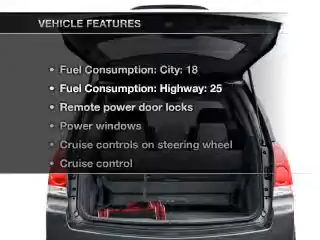 VEHICLE FEATURES
• Fuel Consumption: City: 18
• Fuel Consumption: Highway: 25
• Remote power door locks
• Power windows
• Cruise controls on steering wheel
• Cruise control